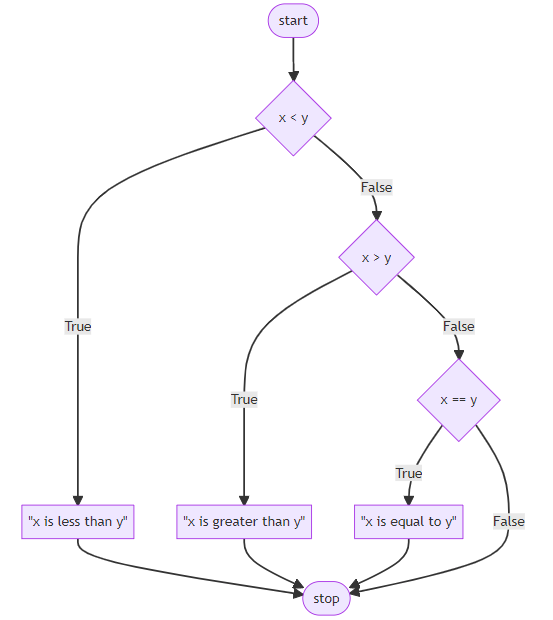 start
x < y
False
x > y
True
False
True
x == y
True
"x is less than y"
"x is greater than y"
"x is equal to y"
False
stop